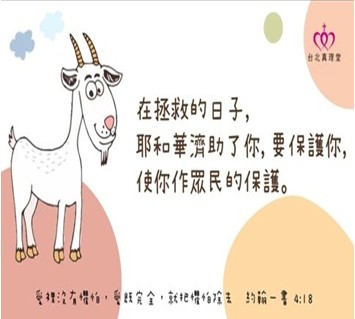 台北真理堂
在拯救的日子,
耶和華濟助了你,要保護你,
使你作眾民的保護。
愛裡沒有懼怕,愛既完全,就把懼怕除去 約翰一書 4:18